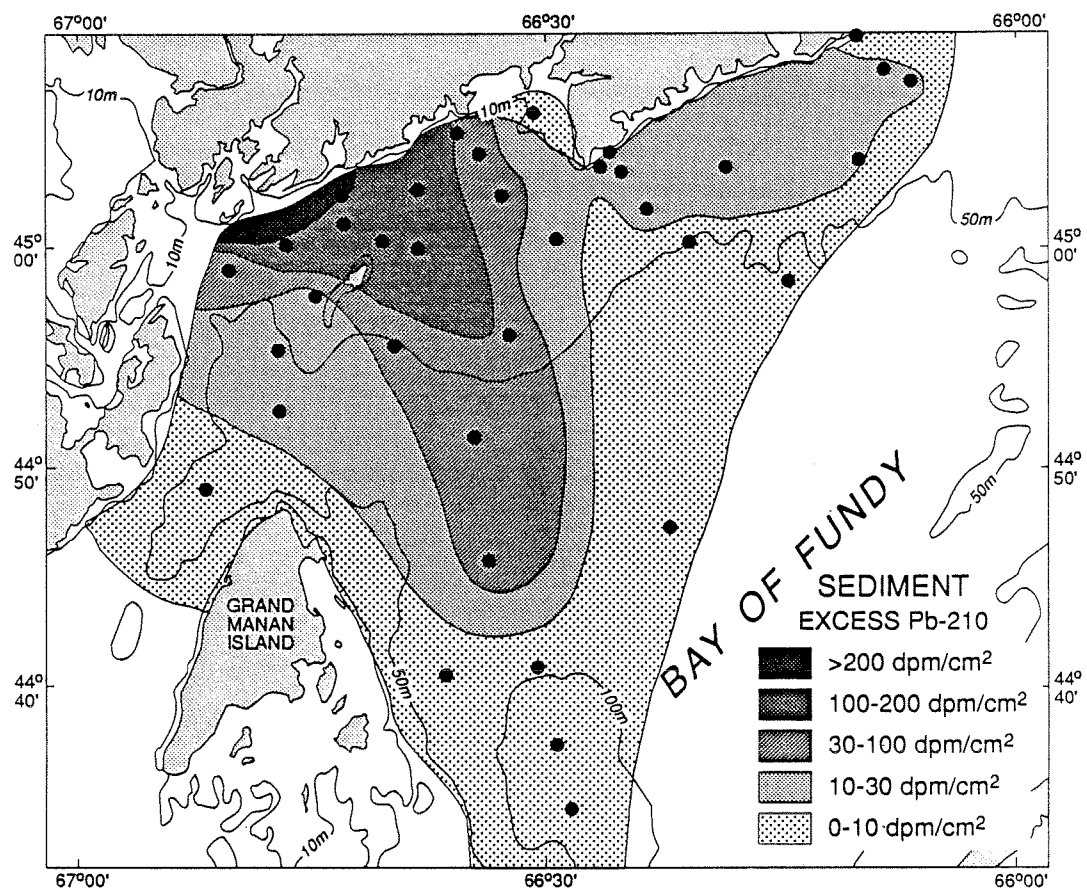 67°00'
66°30'
66°00'
10m
10m
10m
50m
45°
00'
45°
00'
44°
50'
44°
50'
50m
BAY OF FUNDY
GRAND
MANAN
ISLAND
SEDIMENT
EXCESS Pb-210
>200 dpm/cm²
100-200 dpm/cm²
30-100 dpm/cm²
10-30 dpm/cm²
0-10 dpm/cm²
50m
100m
44°
40'
44°
40'
10m
67°00'
66°30'
66°00'